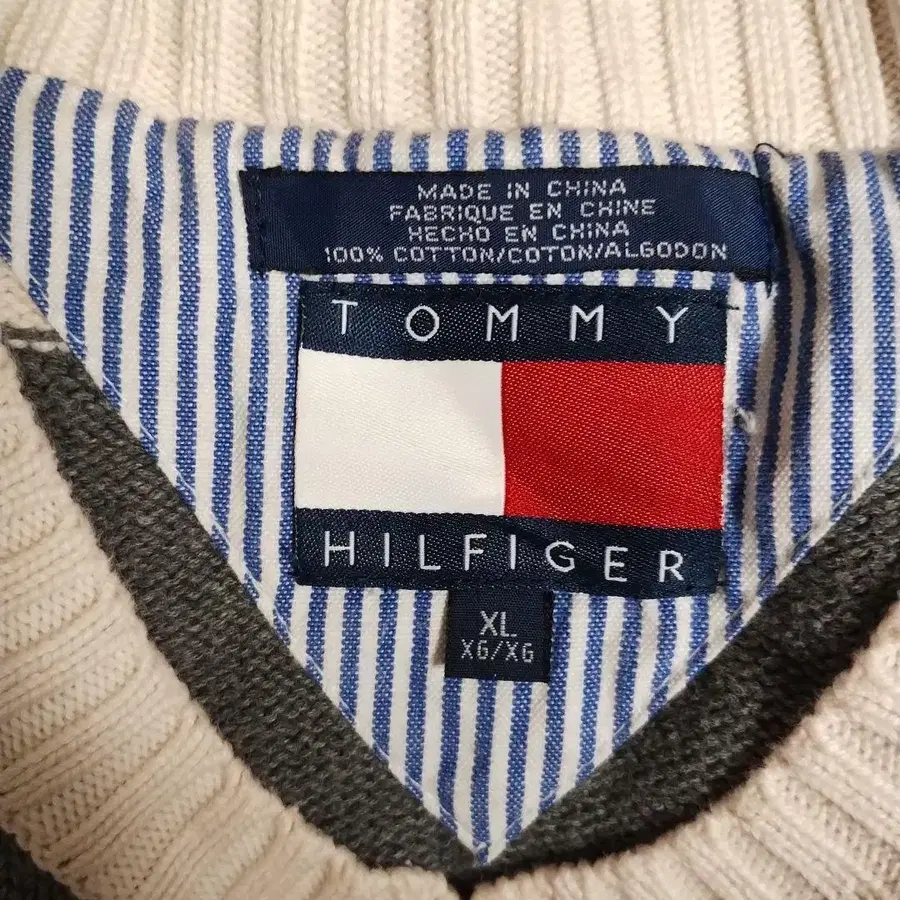 MADE IN CHINA
FABRIQUE EN CHINE
HECHO EN CHINA
100% COTTON/COTON/ALGODON
TOMMY
HILFIGER
XL
XG/XG